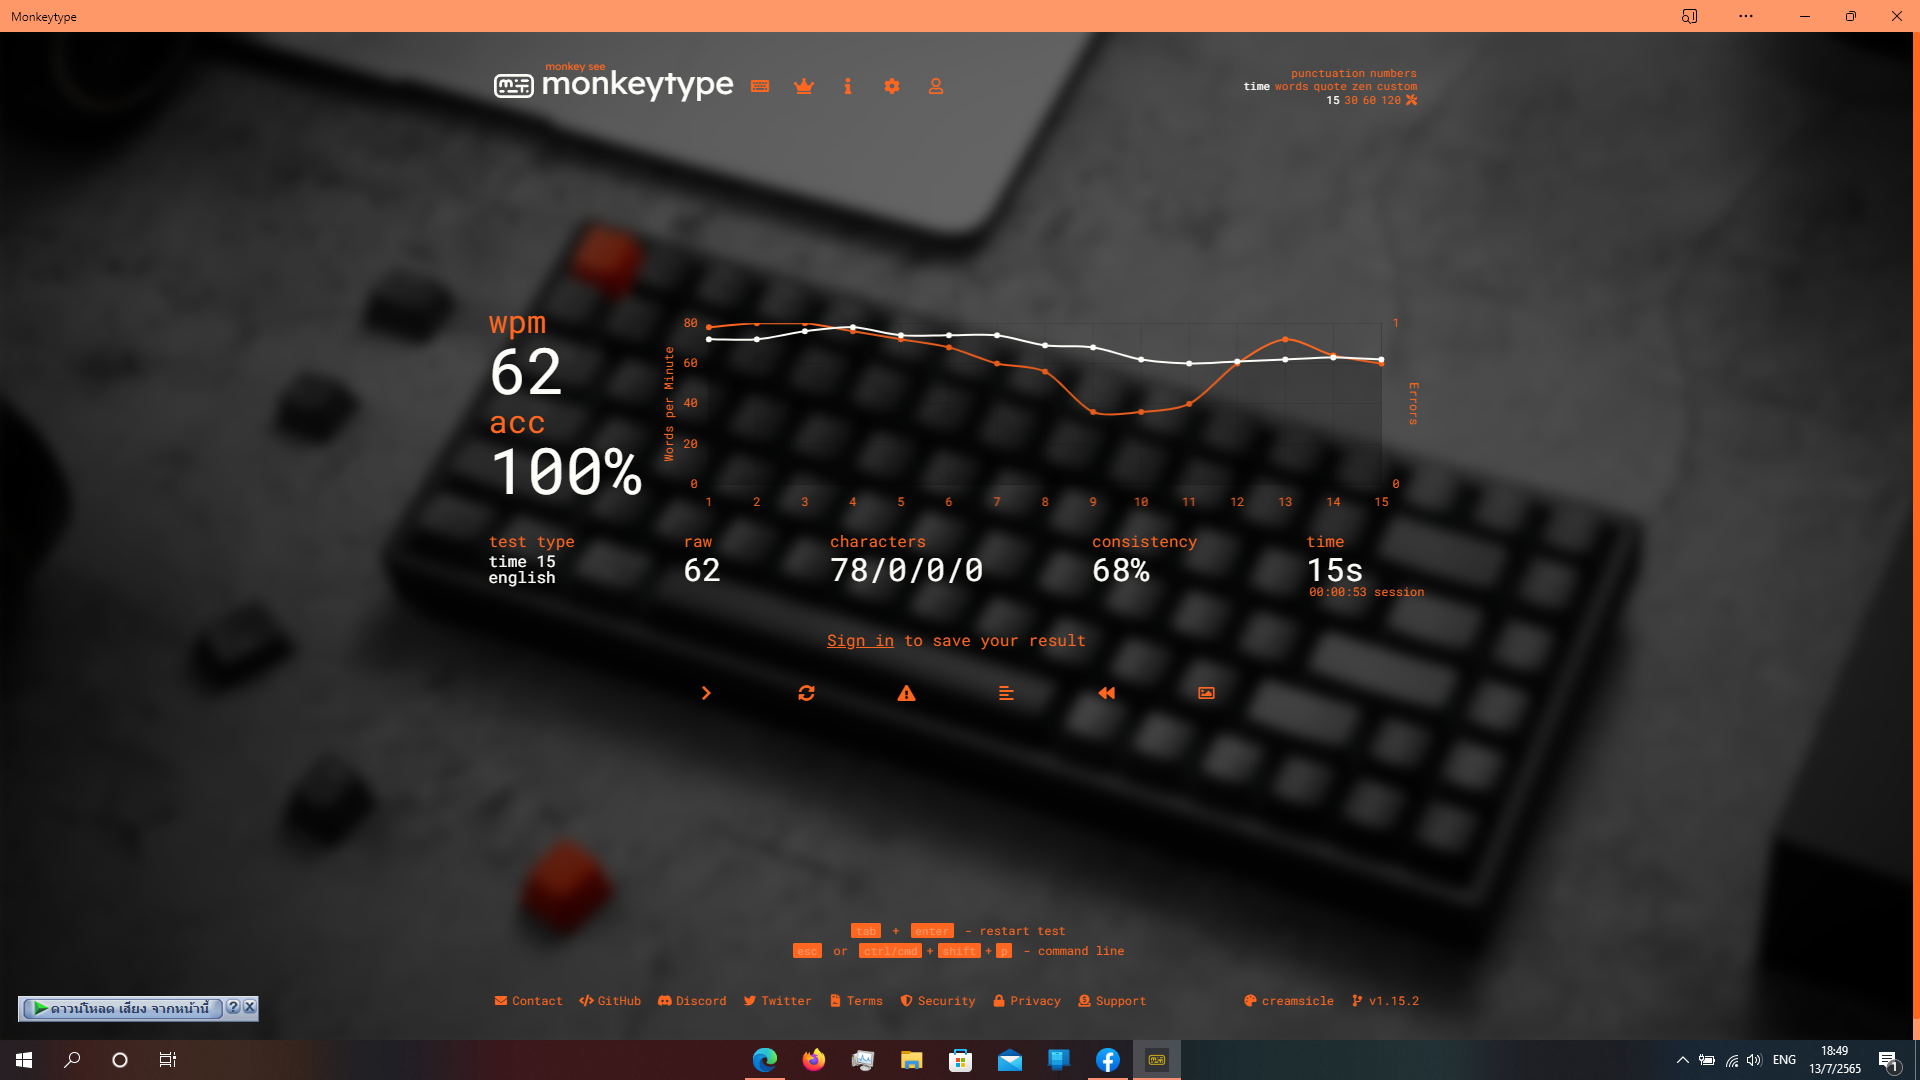 Monkeytype
monkey see
monkeytype
punctuation numbers
time words quote zen custom
15 30 60 120
wpm
62
acc
100%
Words per Minute
80
60
40
20
0
1 2 3 4 5 6 7 8 9 10 11 12 13 14 15
1
0
Errors
test type
time 15
english
raw
62
characters
78/0/0/0
consistency
68%
time
15s
00:00:53 session
Sign in to save your result
tab + enter - restart test
esc or ctrl/cmd + shift + p - command line
Contact GitHub Discord Twitter Terms Security Privacy Support creamsicle v1.15.2
ดาวน์โหลด เสียง จากหน้านี้ ? X
ENG
18:49
13/7/2565
1